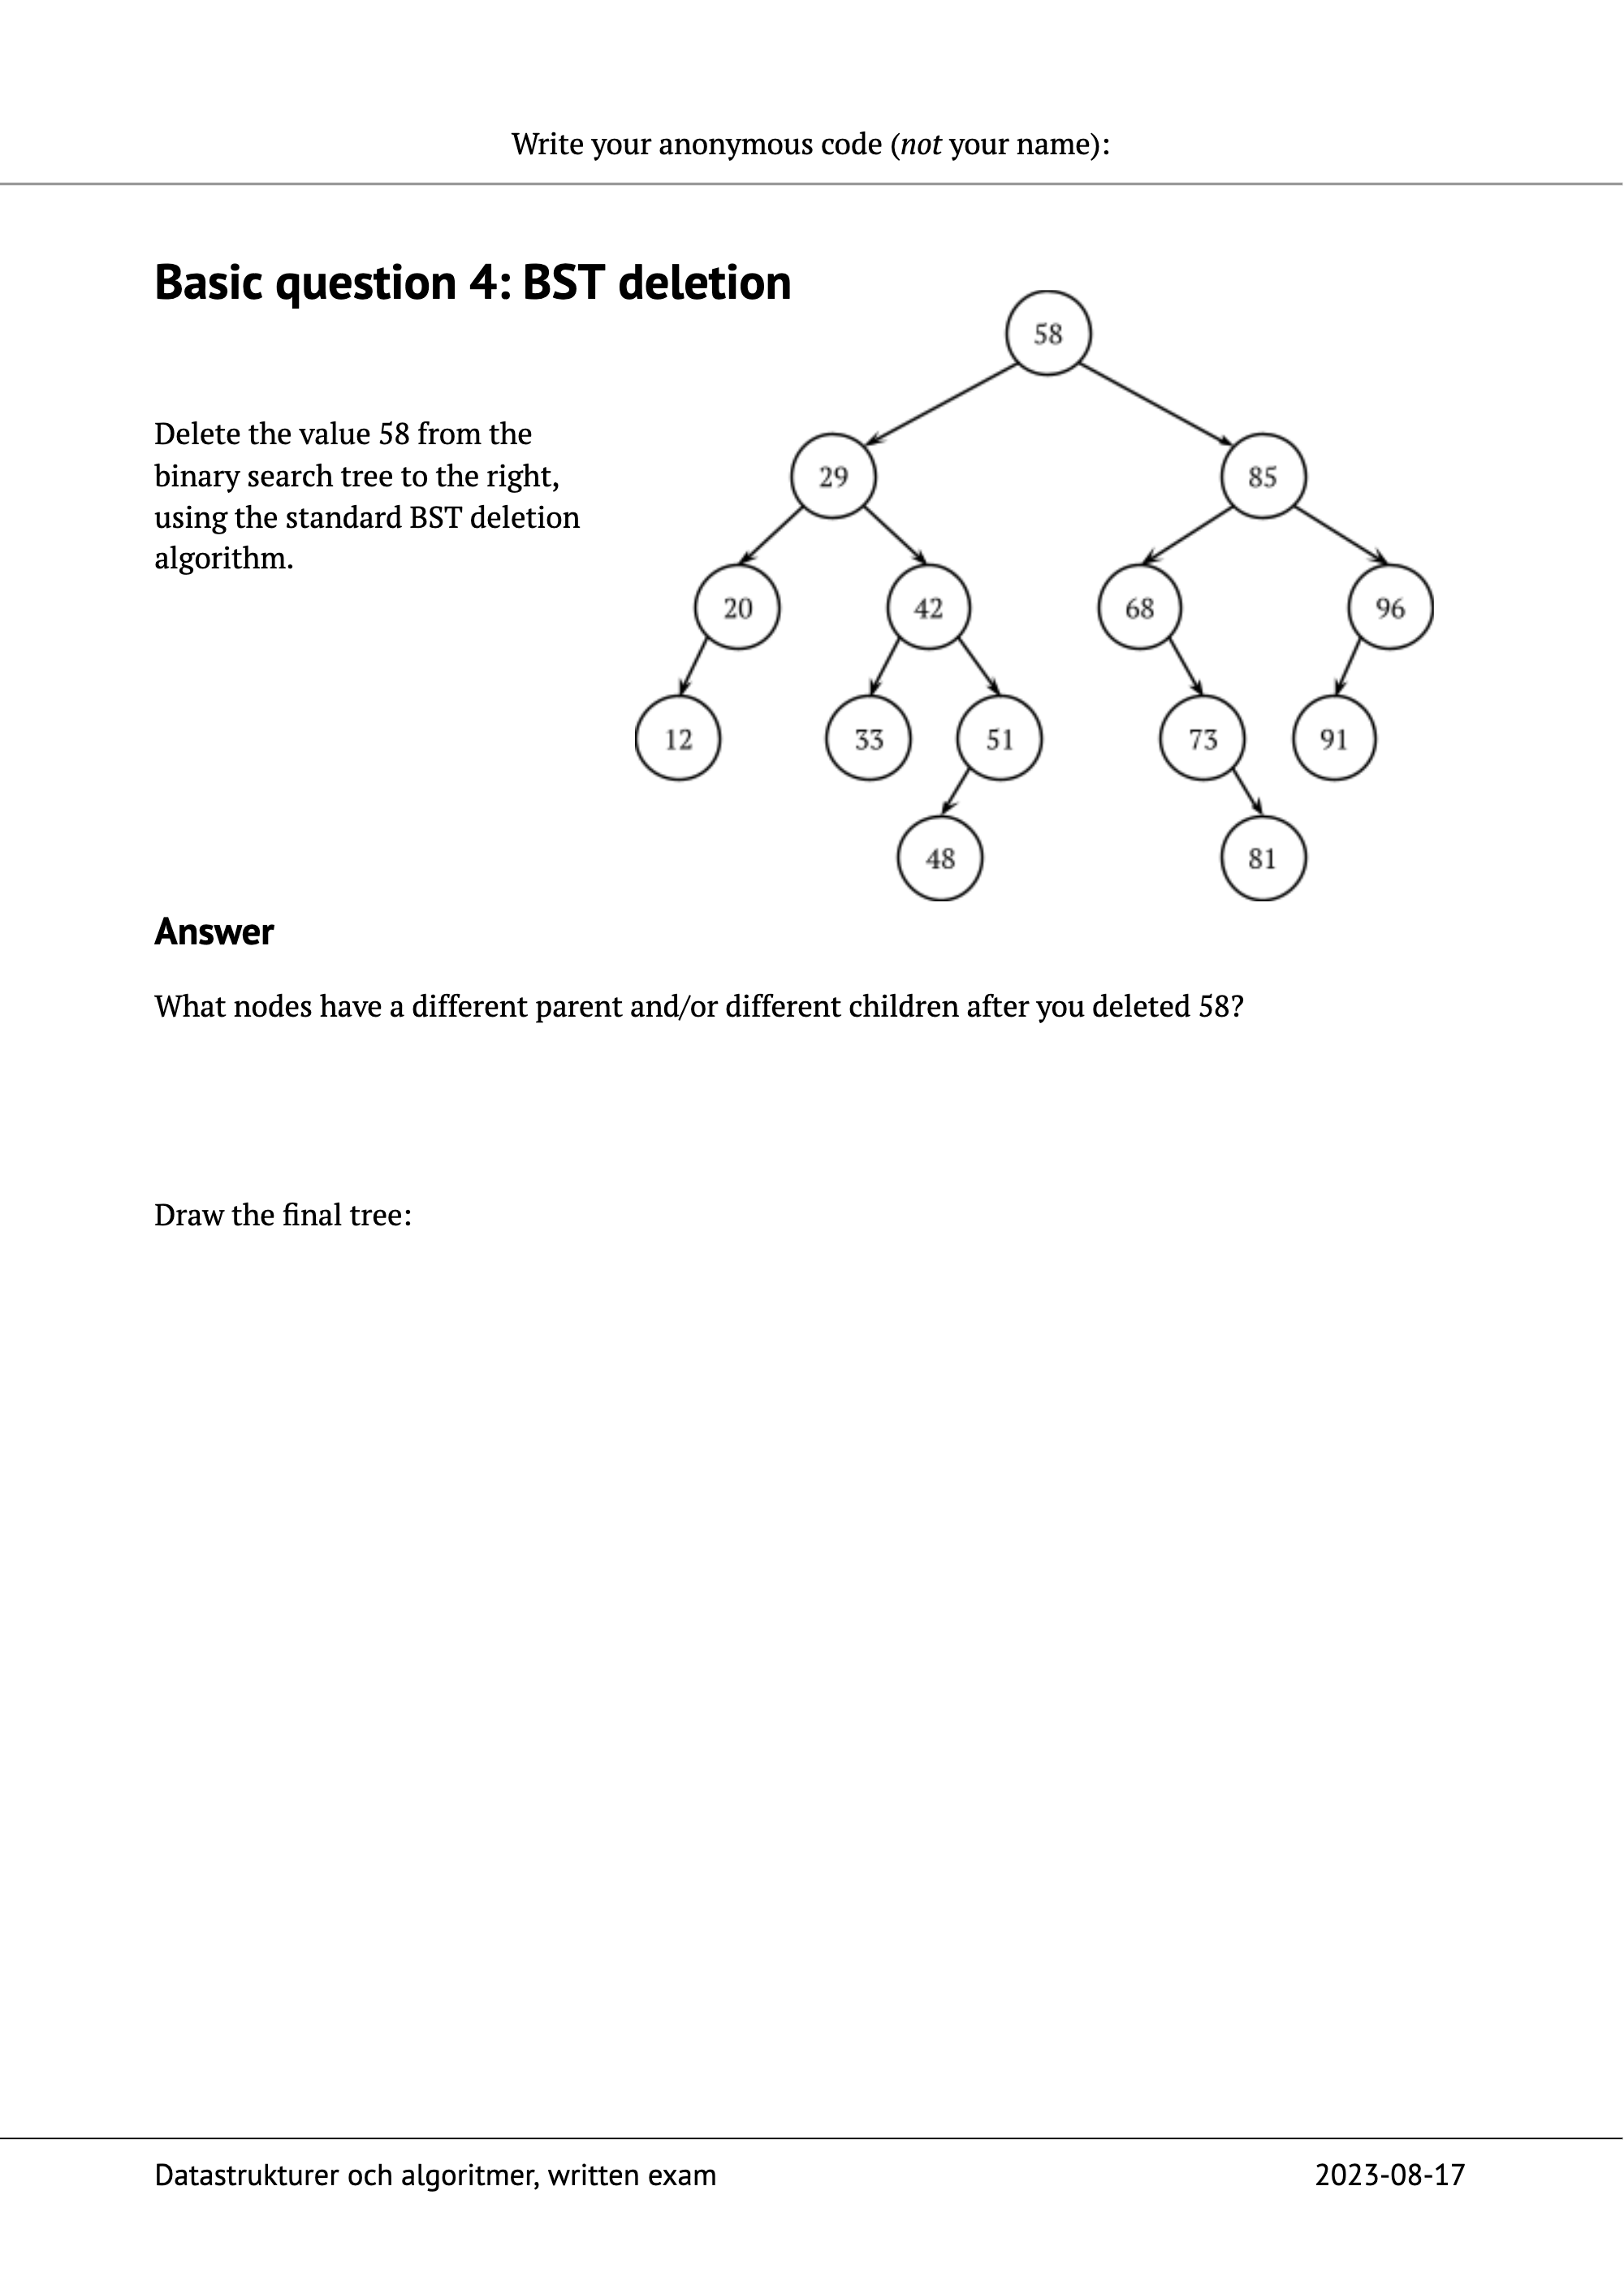 Write your anonymous code (not your name):
Basic question 4: BST deletion
58
Delete the value 58 from the
binary search tree to the right,
using the standard BST deletion
algorithm.
29 85
20 42 68 96
12 33 51 73 91
48 81
Answer
What nodes have a different parent and/or different children after you deleted 58?
Draw the final tree:
Datastrukturer och algoritmer, written exam 2023-08-17